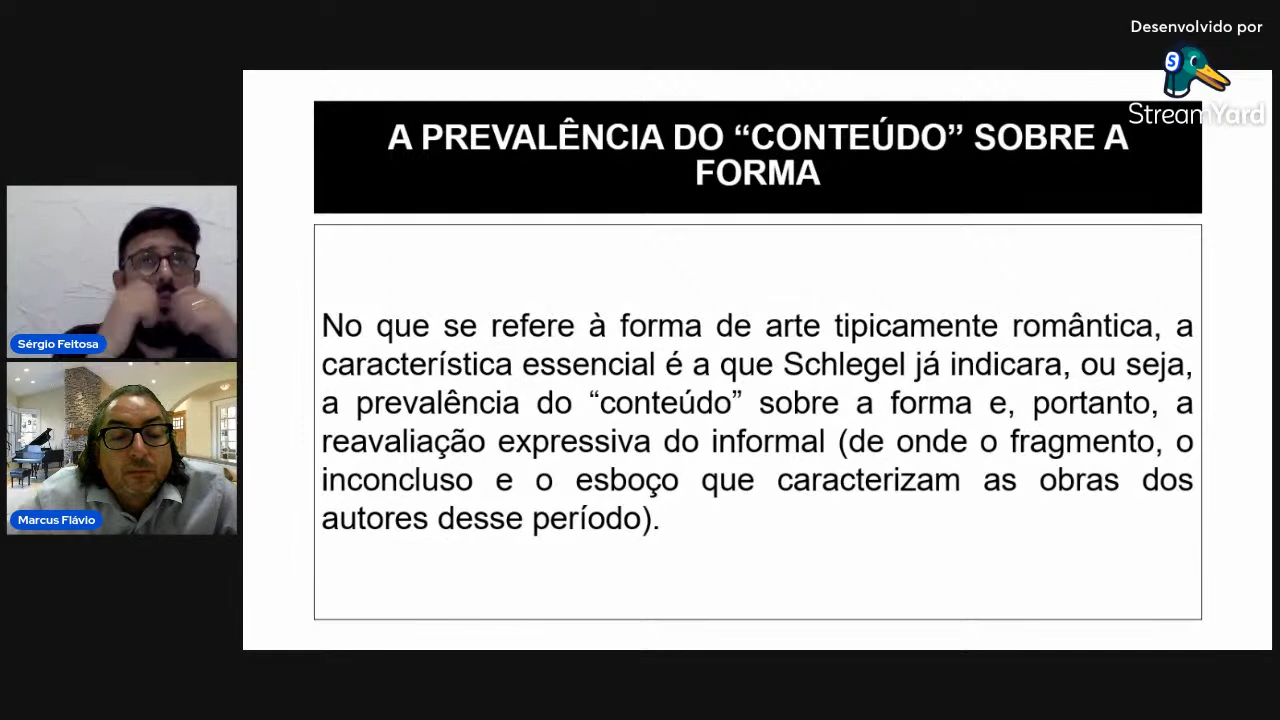 Desenvolvido por
S
StreamYard
A PREVALÊNCIA DO “CONTEÚDO” SOBRE A
FORMA
No que se refere à forma de arte tipicamente romântica, a
característica essencial é a que Schlegel já indicara, ou seja,
a prevalência do “conteúdo” sobre a forma e, portanto, a
reavaliação expressiva do informal (de onde o fragmento, o
inconcluso e o esboço que caracterizam as obras dos
autores desse período).
Sérgio Feitosa
Marcus Flávio